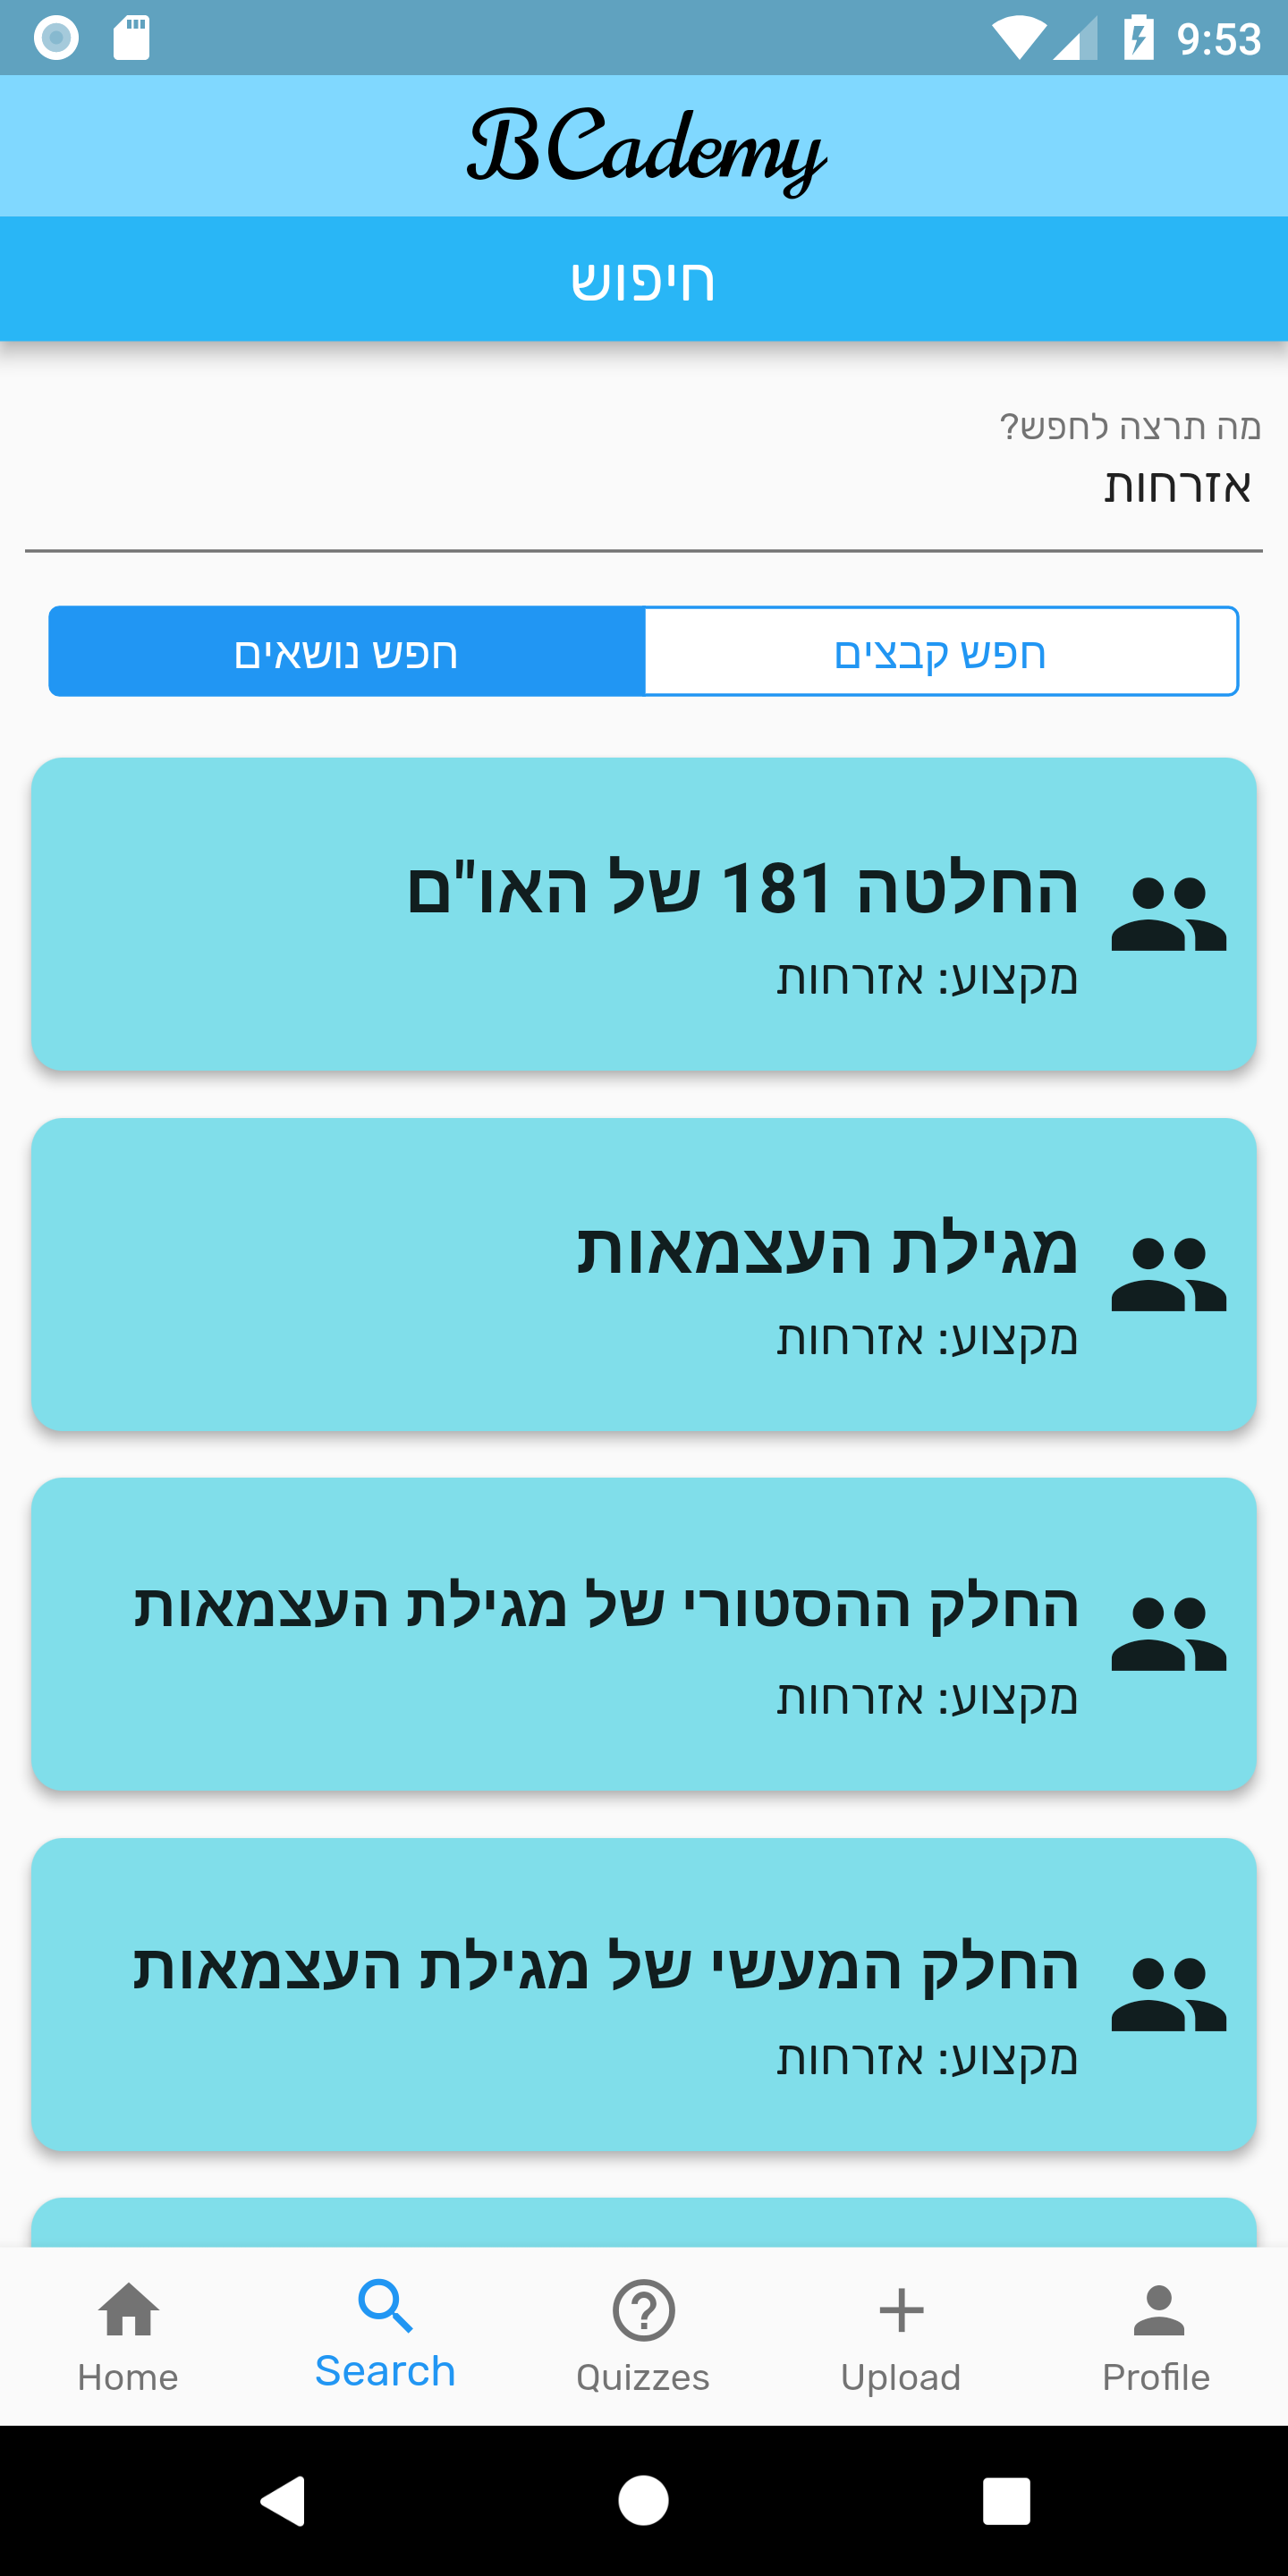 9:53
BCademy
חיפוש
מה תרצה לחפש?
אזרחות
חפש קבצים
חפש נושאים
החלטה 181 של האו"ם
מקצוע: אזרחות
מגילת העצמאות
מקצוע: אזרחות
החלק ההסטורי של מגילת העצמאות
מקצוע: אזרחות
החלק המעשי של מגילת העצמאות
מקצוע: אזרחות
Home
Search
Quizzes
Upload
Profile